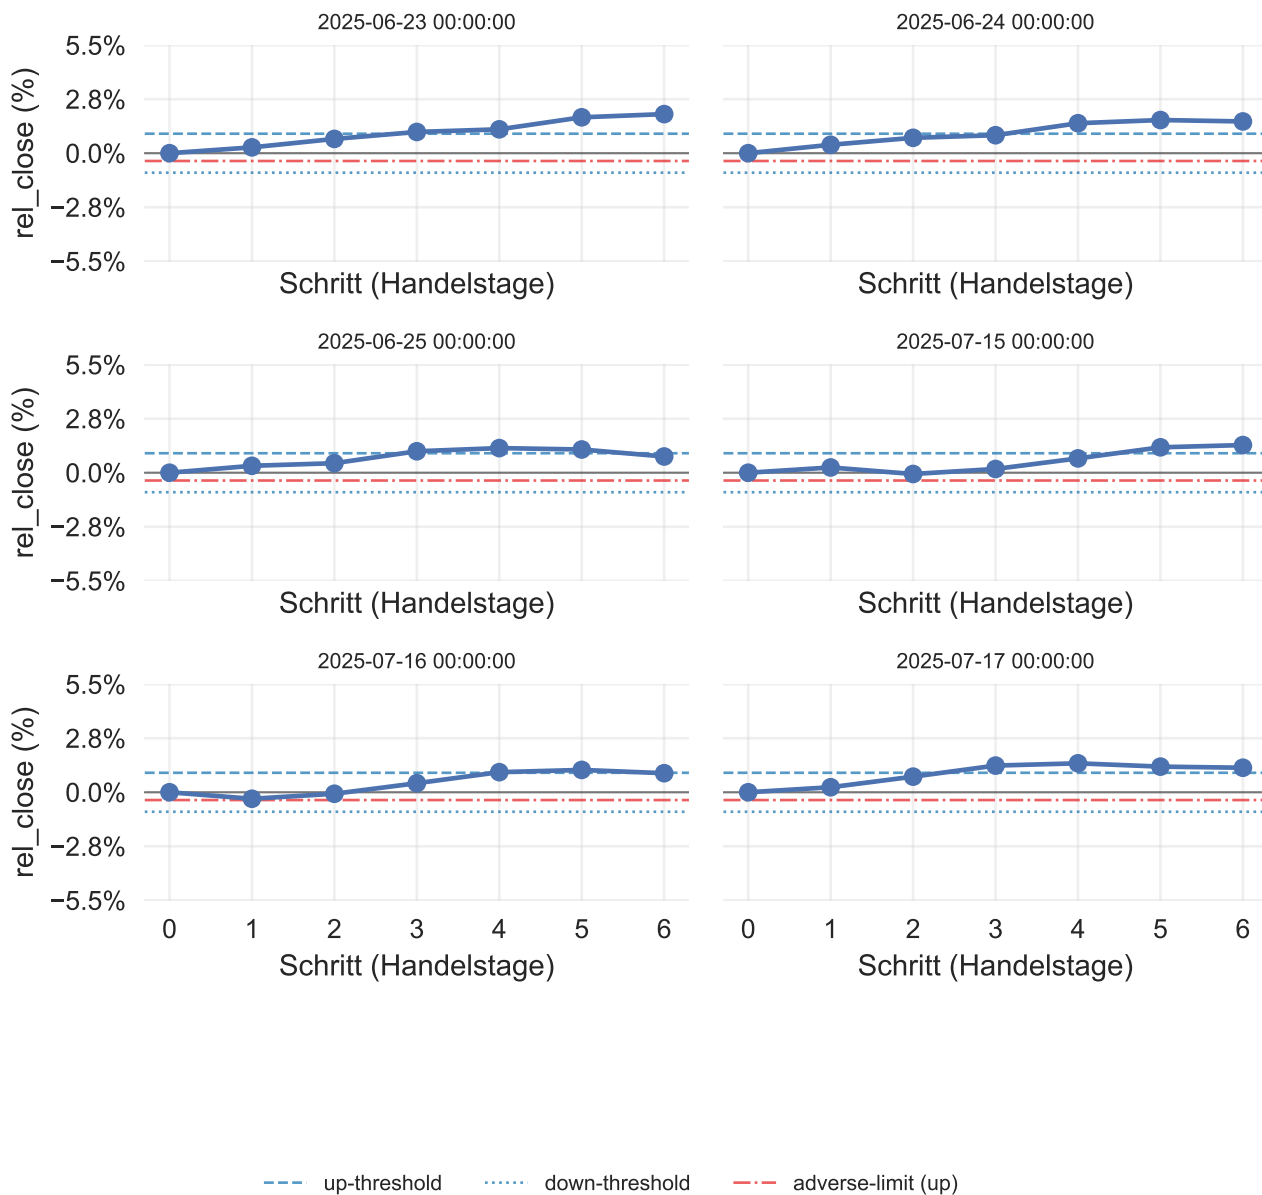 2025-06-23 00:00:00
2025-06-24 00:00:00
5.5%
2.8%
0.0%
−2.8%
−5.5%
rel_close (%)
Schritt (Handelstage)
Schritt (Handelstage)
2025-06-25 00:00:00
2025-07-15 00:00:00
5.5%
2.8%
0.0%
−2.8%
−5.5%
rel_close (%)
Schritt (Handelstage)
Schritt (Handelstage)
2025-07-16 00:00:00
2025-07-17 00:00:00
5.5%
2.8%
0.0%
−2.8%
−5.5%
rel_close (%)
0 1 2 3 4 5 6
0 1 2 3 4 5 6
Schritt (Handelstage)
Schritt (Handelstage)
up-threshold down-threshold adverse-limit (up)